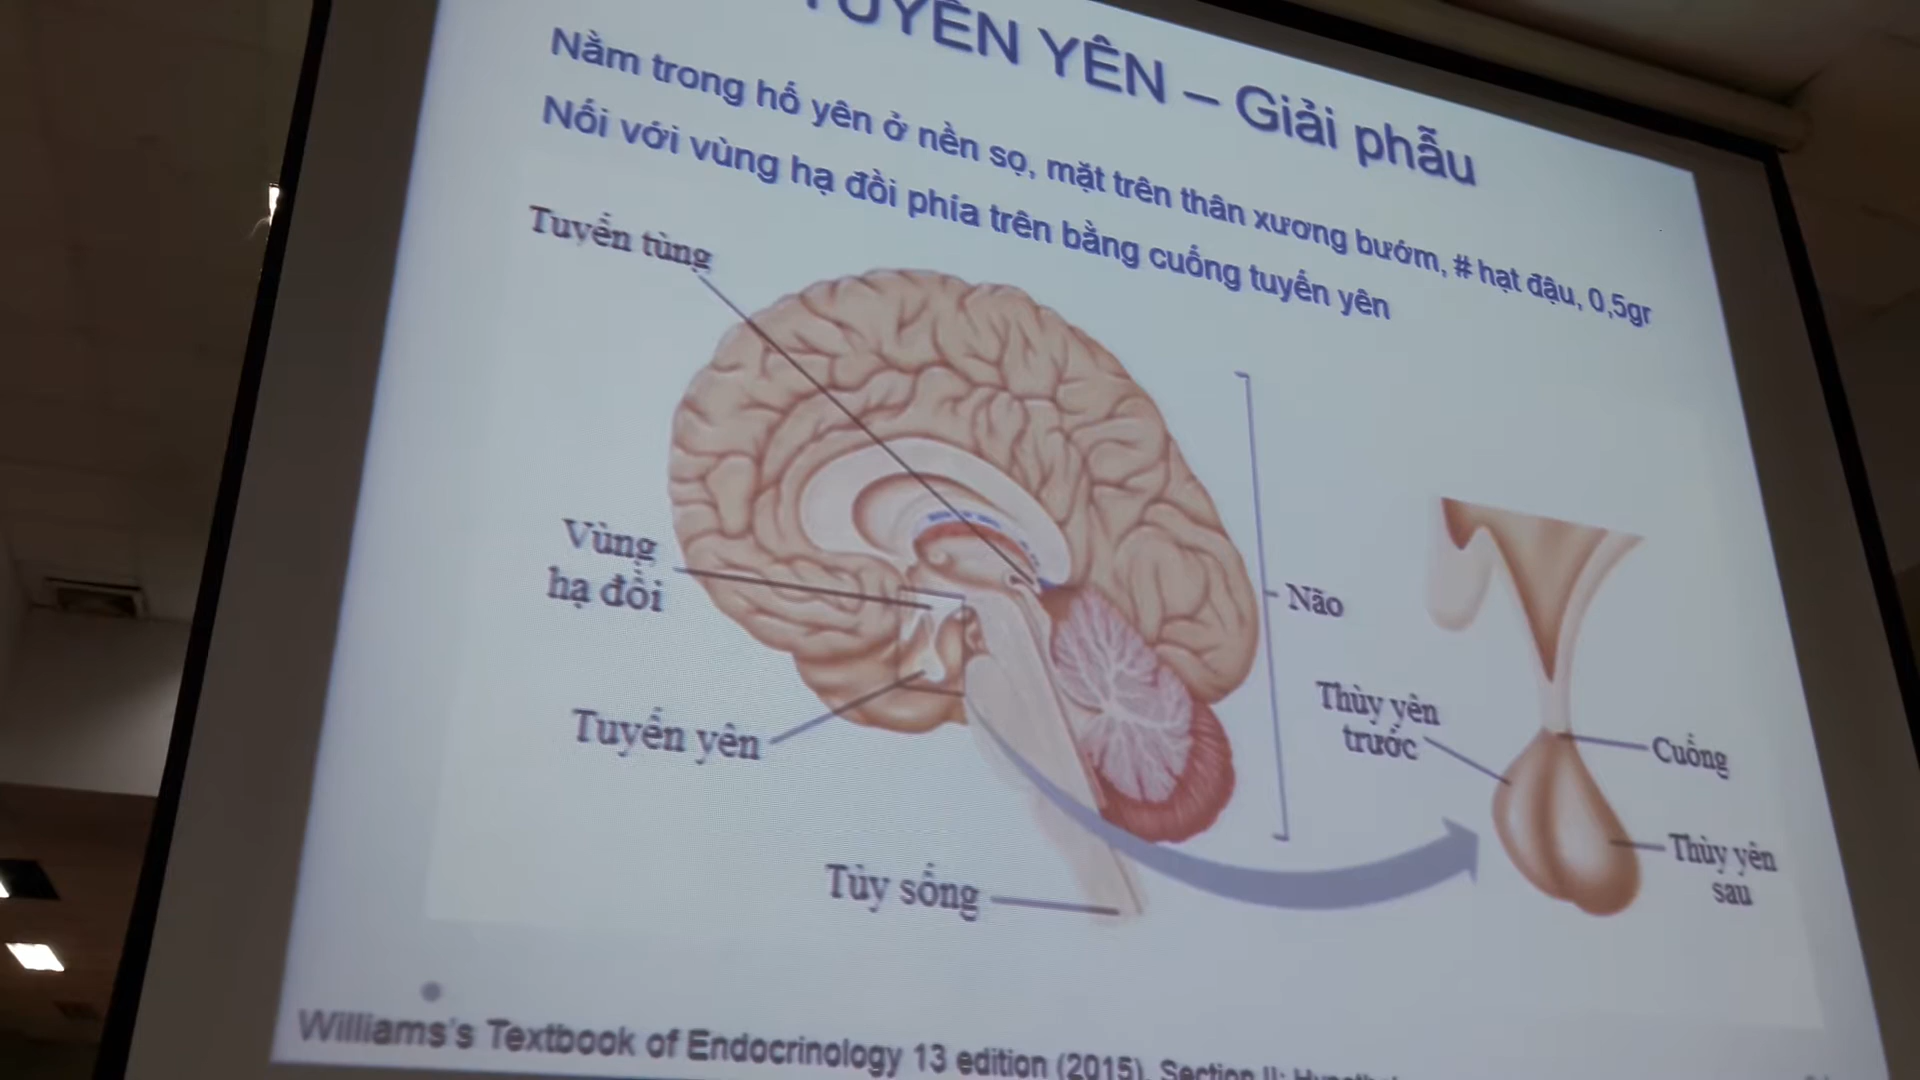 TUYẾN YÊN – Giải phẫu
Nằm trong hố yên ở nền sọ, mặt trên thân xương bướm, # hạt đậu, 0,5gr
Nối với vùng hạ đồi phía trên bằng cuống tuyến yên
Tuyến tùng
Vùng
hạ đồi
Não
Tuyến yên
Thùy yên
trước
Cuống
Thùy yên
sau
Tủy sống
Williams's Textbook of Endocrinology 13 edition (2015). Section II: